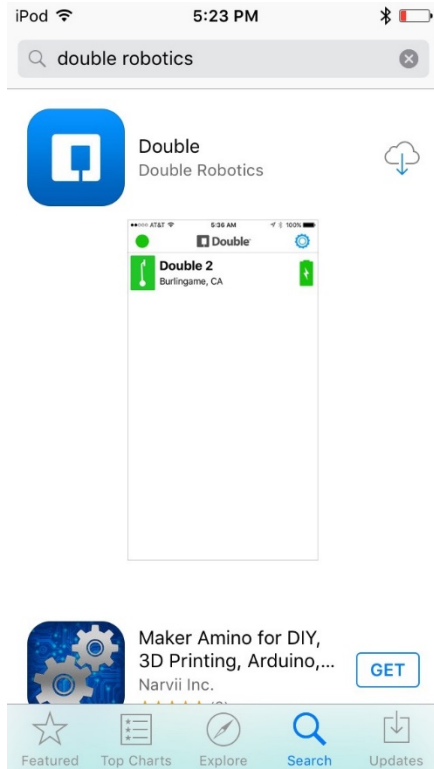 iPod 5:23 PM
double robotics
Double
Double Robotics
AT&T 5:36 AM 100%
Double
Double 2
Burlingame, CA
Maker Amino for DIY,
3D Printing, Arduino,...
GET
Narvii Inc.
Featured Top Charts Explore Search Updates